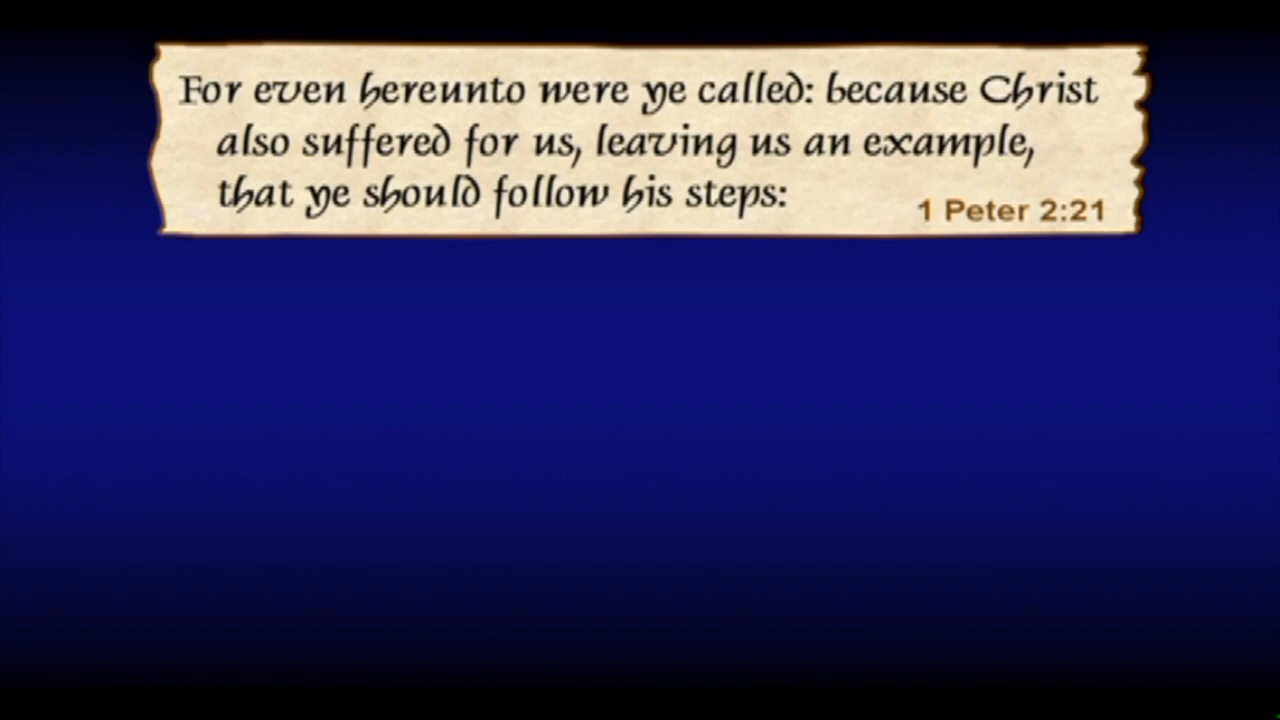 For even hereunto were ye called: because Christ
also suffered for us, leaving us an example,
that ye should follow his steps:
1 Peter 2:21